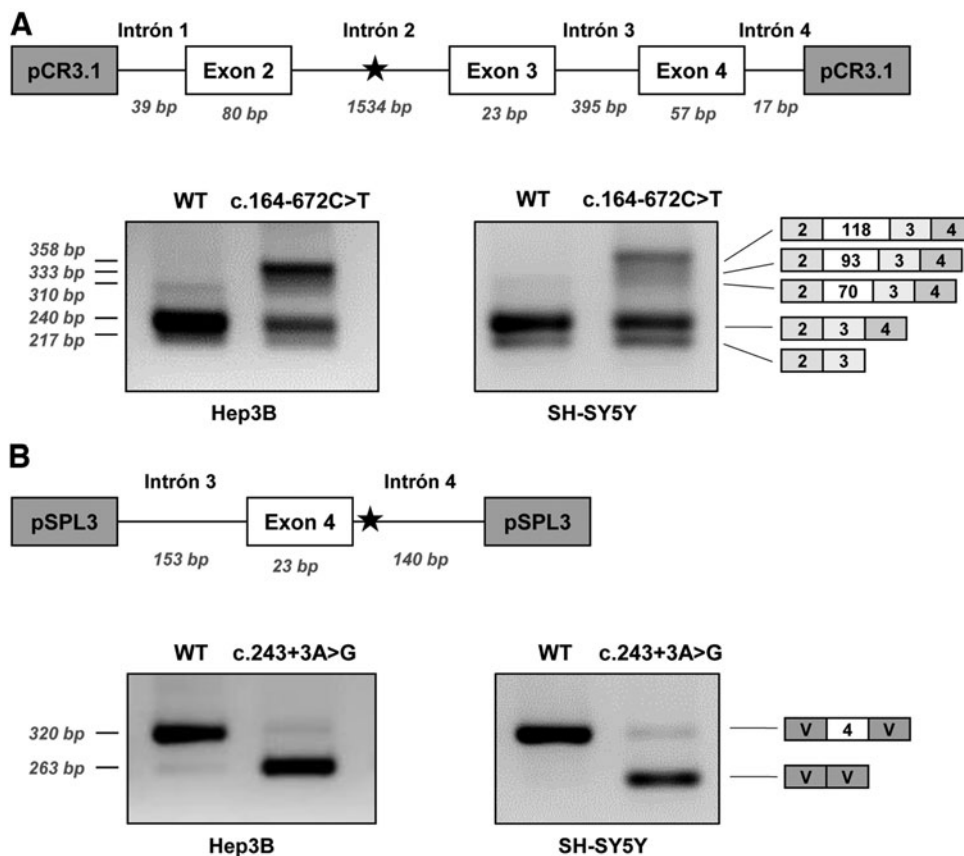 A
Intrón 1 Intrón 2 Intrón 3 Intrón 4
pCR3.1 Exon 2 Exon 3 Exon 4 pCR3.1
39 bp 80 bp 1534 bp 23 bp 395 bp 57 bp 17 bp
WT c.164-672C>T
358 bp
333 bp
310 bp
240 bp
217 bp
Hep3B
WT c.164-672C>T
SH-SY5Y
2 118 3 4
2 93 3 4
2 70 3 4
2 3 4
2 3
B
Intrón 3 Intrón 4
pSPL3 Exon 4 pSPL3
153 bp 23 bp 140 bp
WT c.243+3A>G
320 bp
263 bp
Hep3B
WT c.243+3A>G
SH-SY5Y
V 4 V
V V